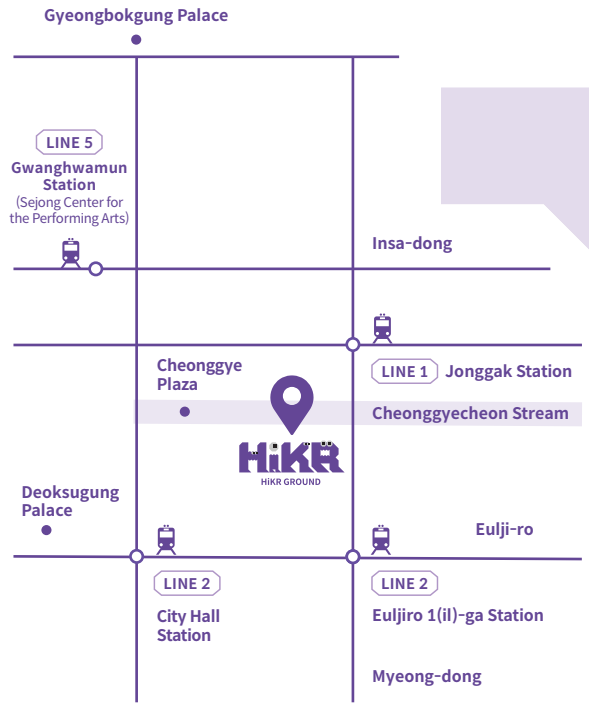 Gyeongbokgung Palace
LINE 5
Gwanghwamun
Station
(Sejong Center for
the Performing Arts)
Insa-dong
LINE 1 Jonggak Station
Cheonggye
Plaza
Cheonggyecheon Stream
HiKR
HiKR GROUND
Deoksugung
Palace
Eulji-ro
LINE 2
City Hall
Station
LINE 2
Euljiro 1(il)-ga Station
Myeong-dong